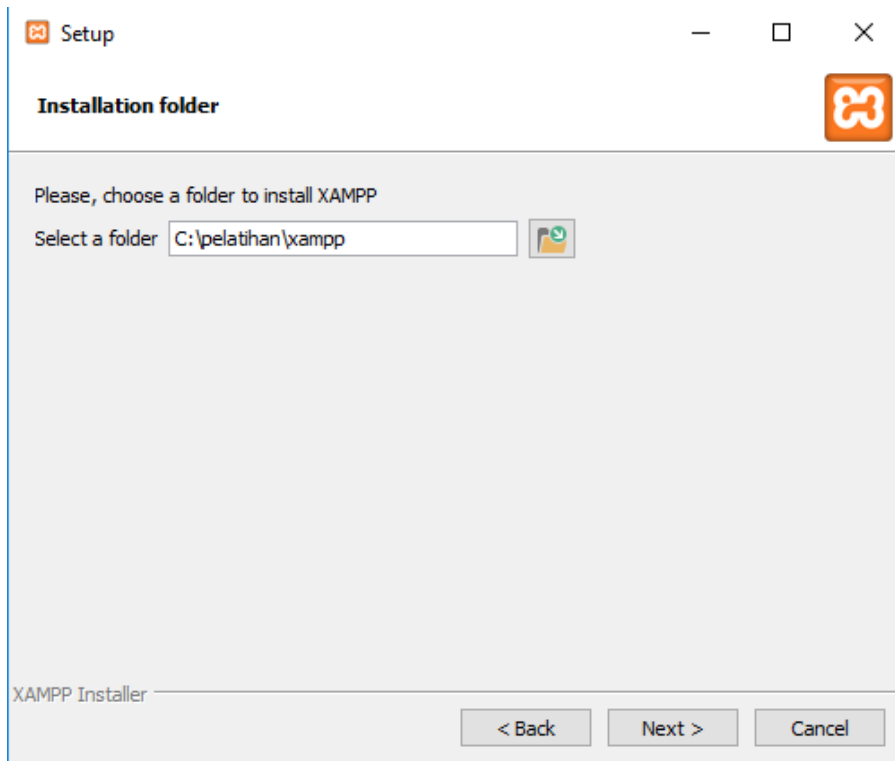 Setup
Installation folder
Please, choose a folder to install XAMPP
Select a folder C:\pelatihan\xampp
XAMPP Installer
< Back Next > Cancel